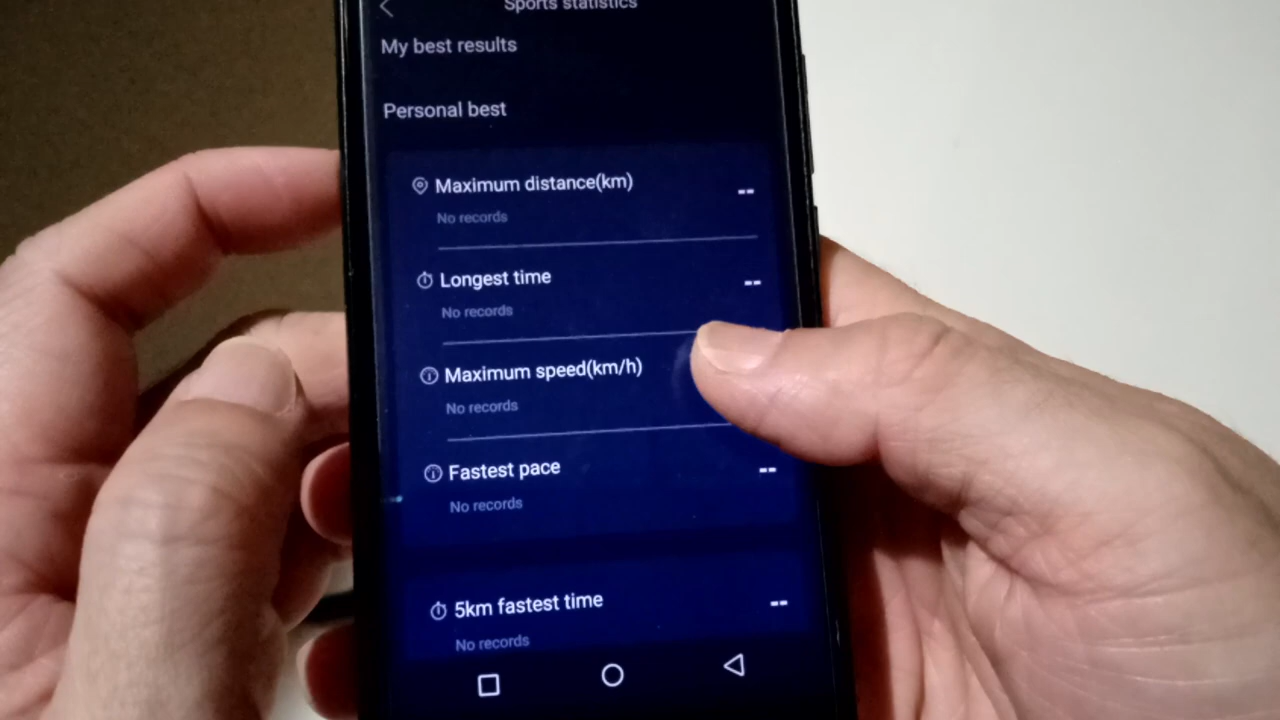 Sports statistics
My best results
Personal best
Maximum distance(km)
--
No records
Longest time
--
No records
Maximum speed(km/h)
No records
Fastest pace
--
No records
5km fastest time
--
No records